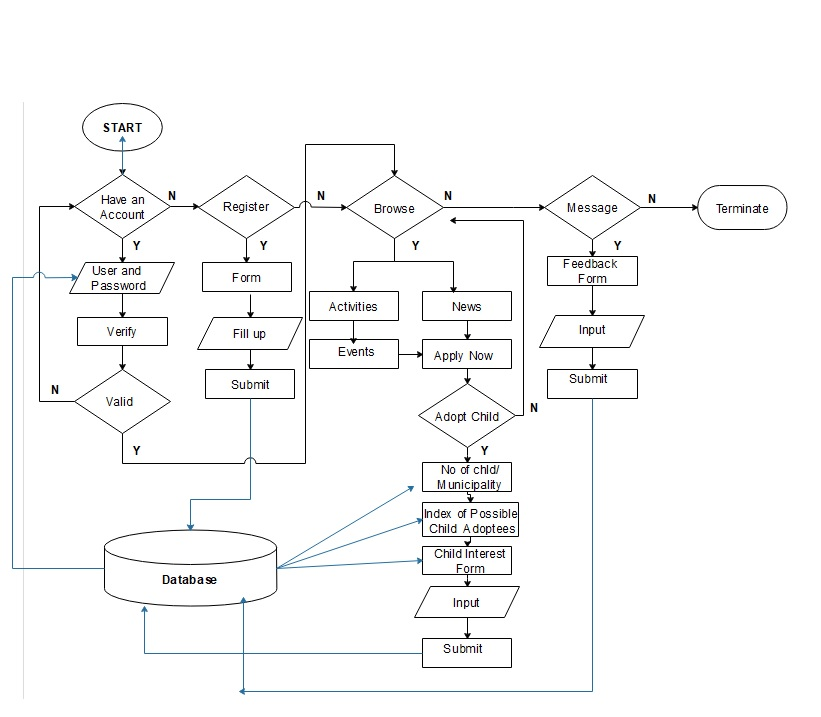 START
Have an
Account
N
Register
N
Browse
N
Message
N
Terminate
Y
Y
Y
Y
User and
Password
Form
Feedback
Form
Activities
News
Verify
Fill up
Input
Events
Apply Now
Submit
Submit
N
Valid
Adopt Child
N
Y
Y
No of chld/
Municipality
Index of Possible
Child Adoptees
Child Interest
Form
Database
Input
Submit